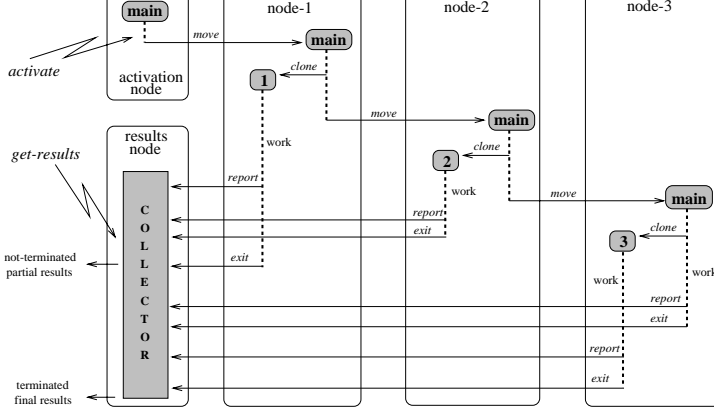 main
node-1
node-2
node-3
move
main
activate
activation
node
clone
1
move
main
results
node
work
clone
get-results
2
report
work
move
main
C
O
L
L
E
C
T
O
R
report
clone
exit
3
not-terminated
partial results
exit
work
work
report
exit
report
exit
terminated
final results